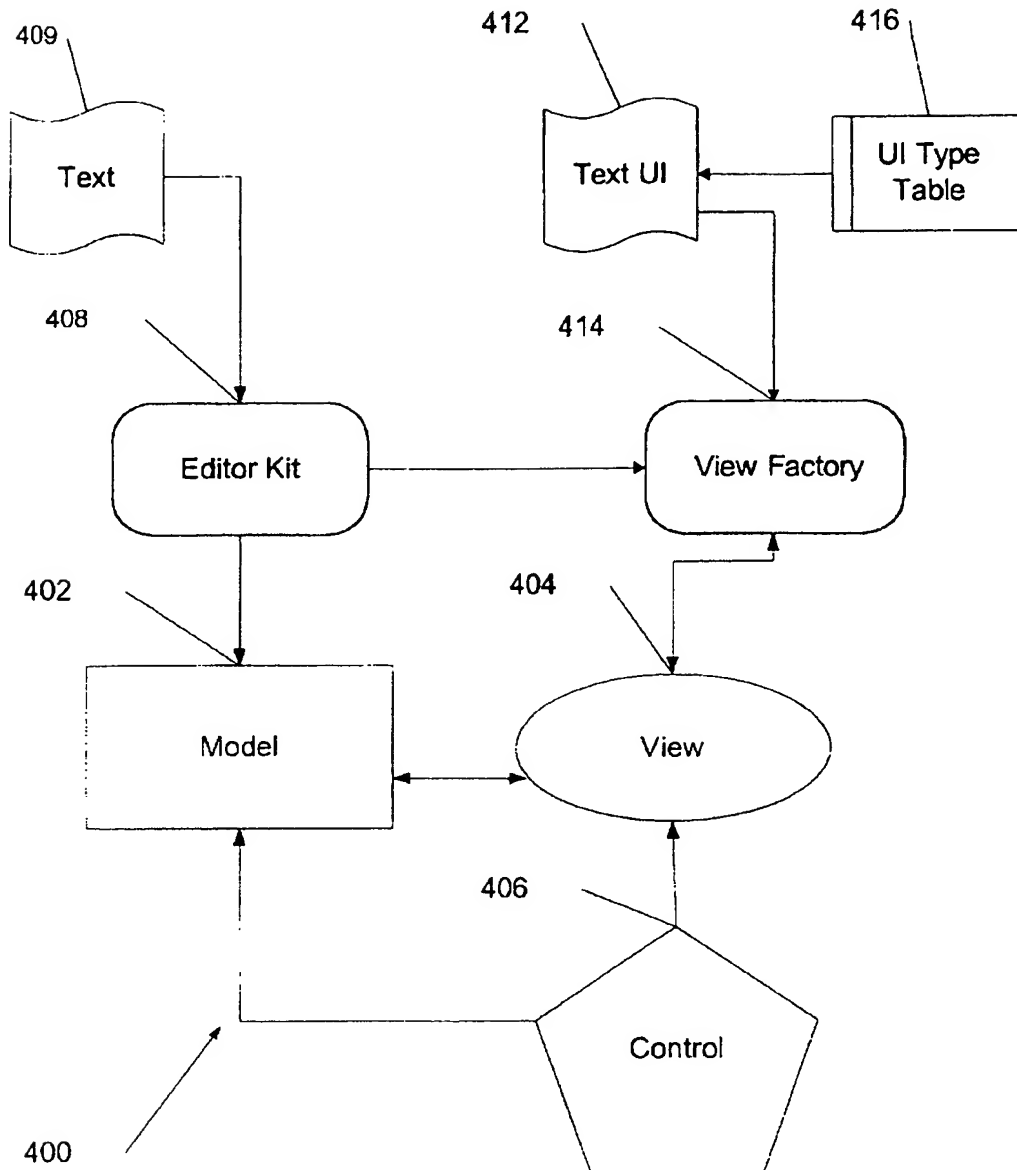 409
412
416
Text
Text UI
UI Type
Table
408
414
Editor Kit
View Factory
402
404
Model
View
406
Control
400